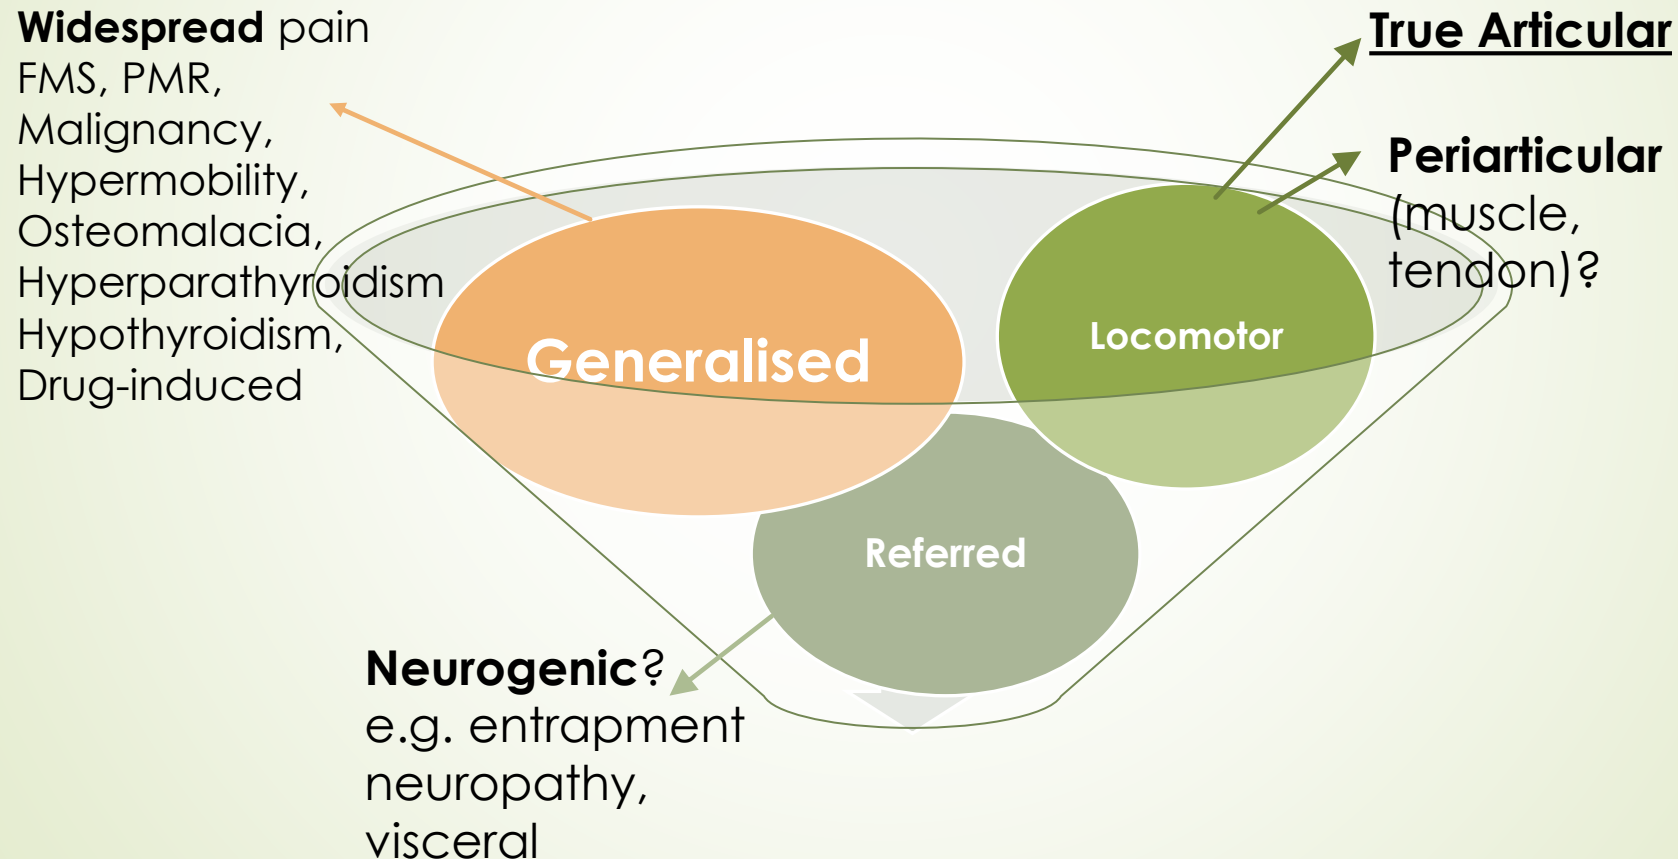 Widespread pain
FMS, PMR,
Malignancy,
Hypermobility,
Osteomalacia,
Hyperparathyroidism
Hypothyroidism,
Drug-induced
True Articular
Periarticular
(muscle,
tendon)?
Generalised
Locomotor
Referred
Neurogenic?
e.g. entrapment
neuropathy,
visceral